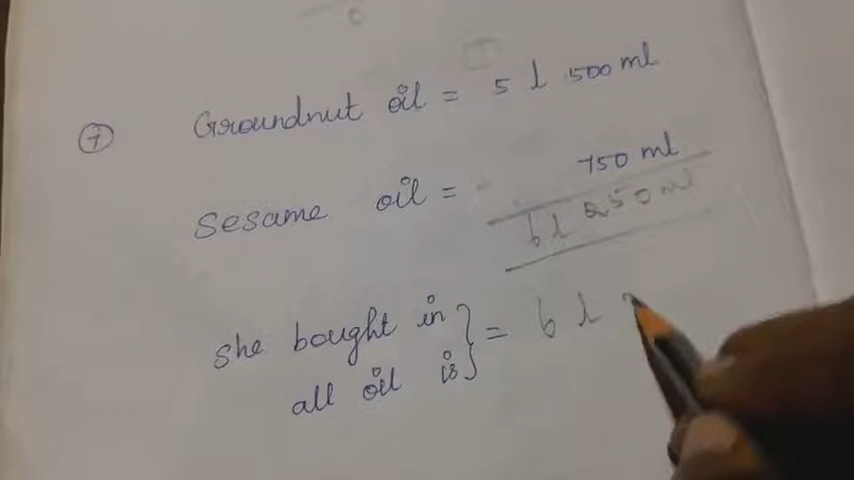 7
Groundnut oil = 5 l 500 ml
Sesame oil = 750 ml
6 l 250 ml
She bought in } = 6 l 2
all oil is